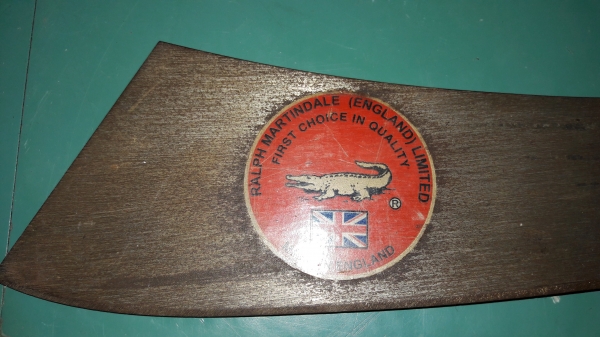 RALPH MARTINDALE (ENGLAND) LIMITED
FIRST CHOICE IN QUALITY
®
ENGLAND